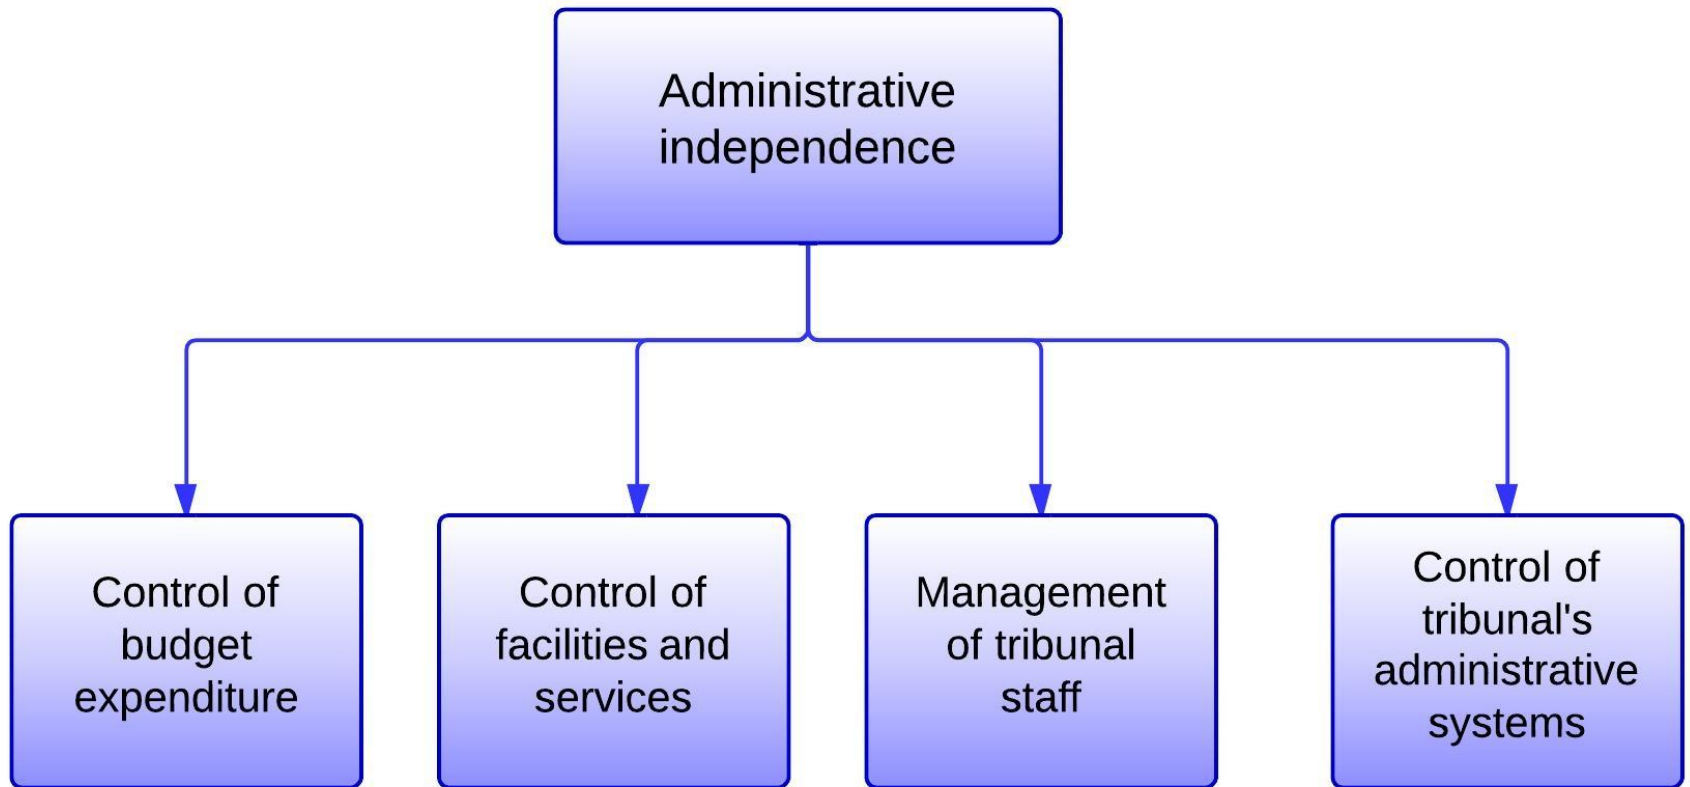 Administrative
independence
Control of
budget
expenditure
Control of
facilities and
services
Management
of tribunal
staff
Control of
tribunal's
administrative
systems